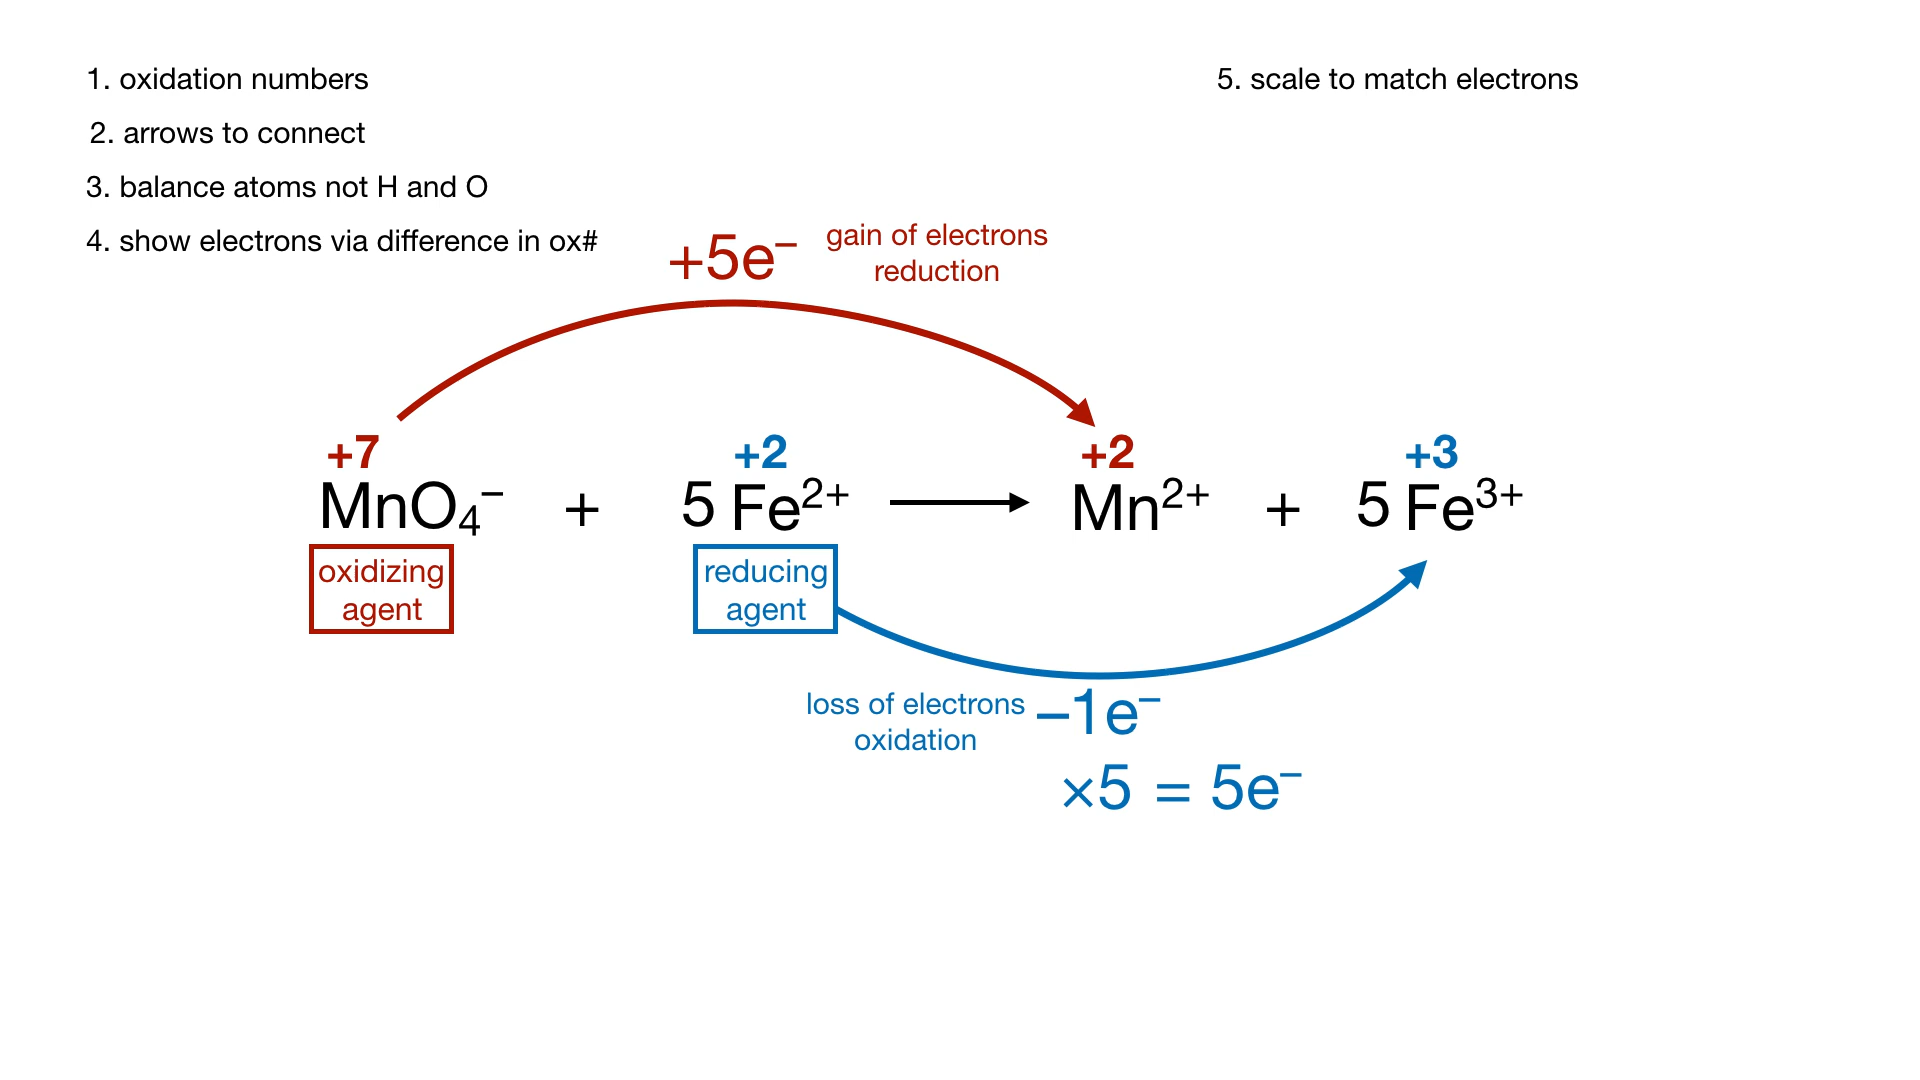 1. oxidation numbers
2. arrows to connect
3. balance atoms not H and O
4. show electrons via difference in ox#
5. scale to match electrons
+5e⁻
gain of electrons
reduction
+7 +2 +2 +3
MnO₄⁻ + 5 Fe²⁺ ⟶ Mn²⁺ + 5 Fe³⁺
oxidizing
agent
reducing
agent
loss of electrons
oxidation
–1e⁻
×5 = 5e⁻